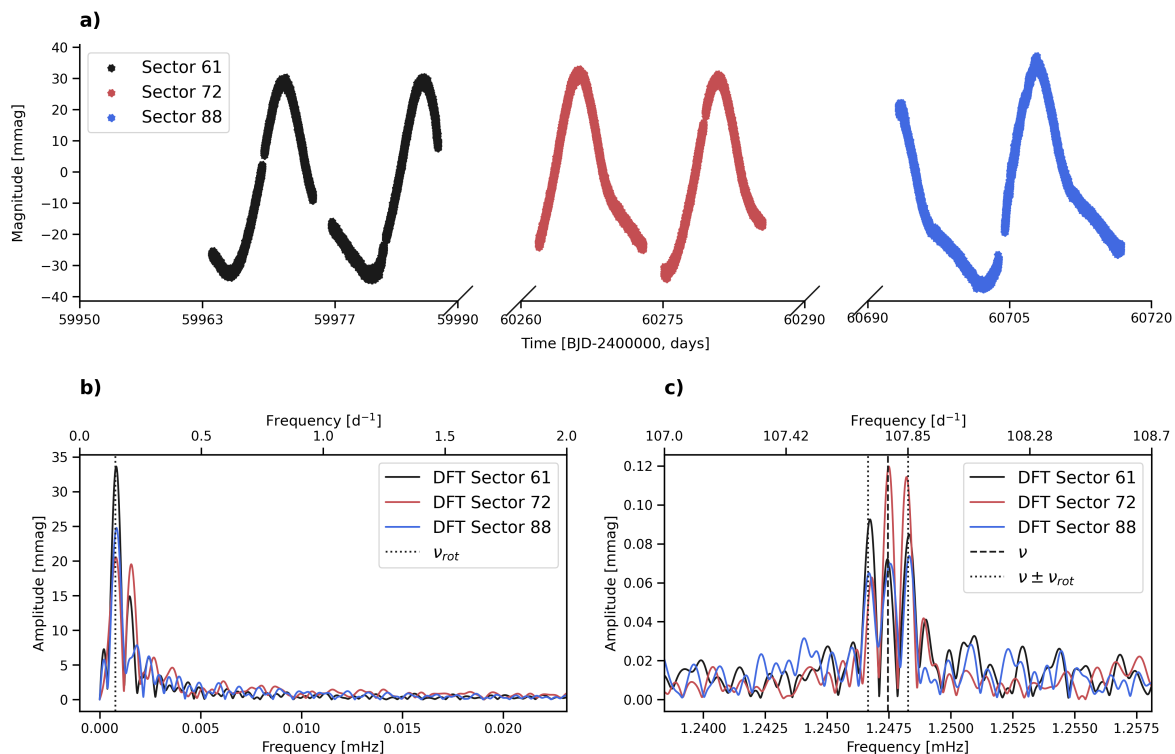 a)
40
30
20
10
0
−10
−20
−30
−40
Magnitude [mmag]
Sector 61
Sector 72
Sector 88
59950 59963 59977 59990 60260 60275 60290 60690 60705 60720
Time [BJD-2400000, days]
b)
Frequency [d⁻¹]
0.0 0.5 1.0 1.5 2.0
35
30
25
20
15
10
5
0
Amplitude [mmag]
DFT Sector 61
DFT Sector 72
DFT Sector 88
ν_rot
0.000 0.005 0.010 0.015 0.020
Frequency [mHz]
c)
Frequency [d⁻¹]
107.0 107.42 107.85 108.28 108.7
0.12
0.10
0.08
0.06
0.04
0.02
0.00
Amplitude [mmag]
DFT Sector 61
DFT Sector 72
DFT Sector 88
ν
ν ± ν_rot
1.2400 1.2425 1.2450 1.2475 1.2500 1.2525 1.2550 1.2575
Frequency [mHz]